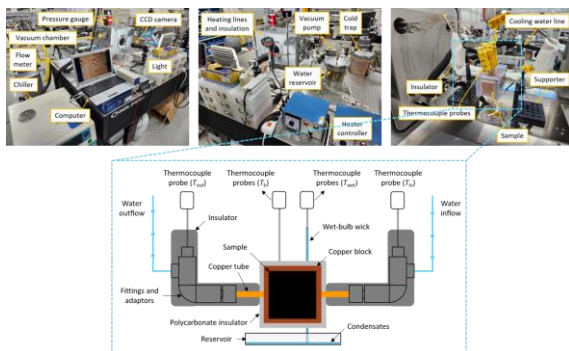 Pressure gauge
CCD camera
Vacuum chamber
Flow
meter
Light
Chiller
Computer
Heating lines
and insulation
Vacuum
pump
Cold
trap
Water
reservoir
Heater
controller
Cooling water line
Insulator
Supporter
Thermocouple probes
Sample
Thermocouple
probe (Tout)
Thermocouple
probes (Tb)
Thermocouple
probes (Twet)
Thermocouple
probe (Tin)
Water
outflow
Water
inflow
Insulator
Wet-bulb wick
Sample
Copper block
Copper tube
Fittings and
adaptors
Polycarbonate insulator
Condensates
Reservoir